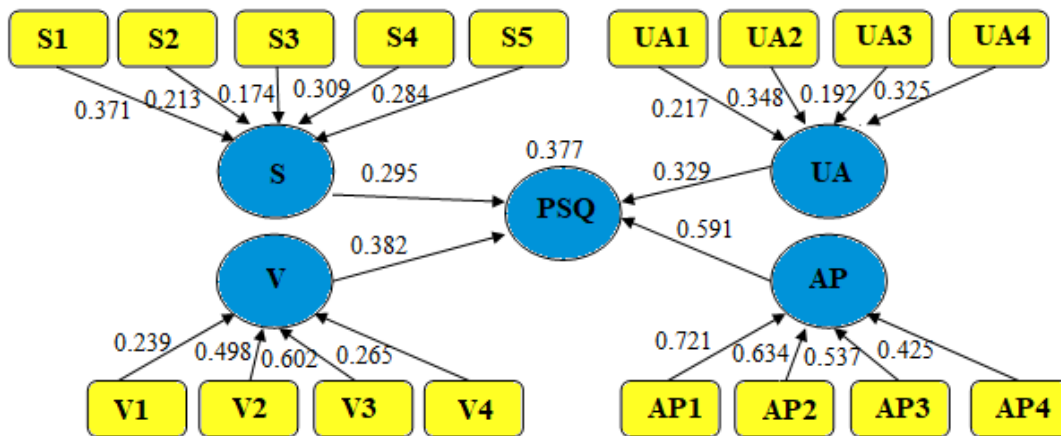 S1 S2 S3 S4 S5 UA1 UA2 UA3 UA4
0.371 0.213 0.174 0.309 0.284 0.217 0.348 0.192 0.325
0.377
S 0.295 PSQ 0.329 UA
V 0.382 0.591 AP
0.239 0.498 0.602 0.265 0.721 0.634 0.537 0.425
V1 V2 V3 V4 AP1 AP2 AP3 AP4